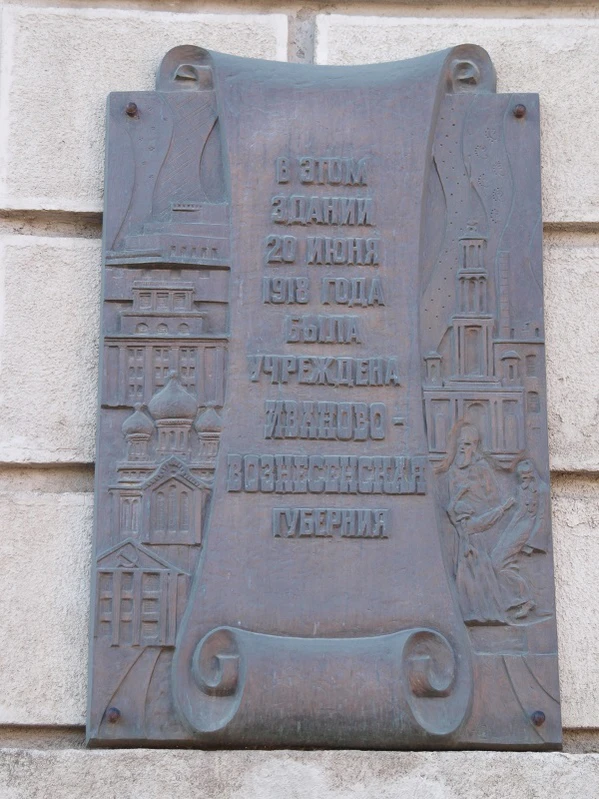 В ЭТОМ
ЗДАНИИ
20 ИЮНЯ
1918 ГОДА
БЫЛА
УЧРЕЖДЕНА
ИВАНОВО-
ВОЗНЕСЕНСКАЯ
ГУБЕРНИЯ